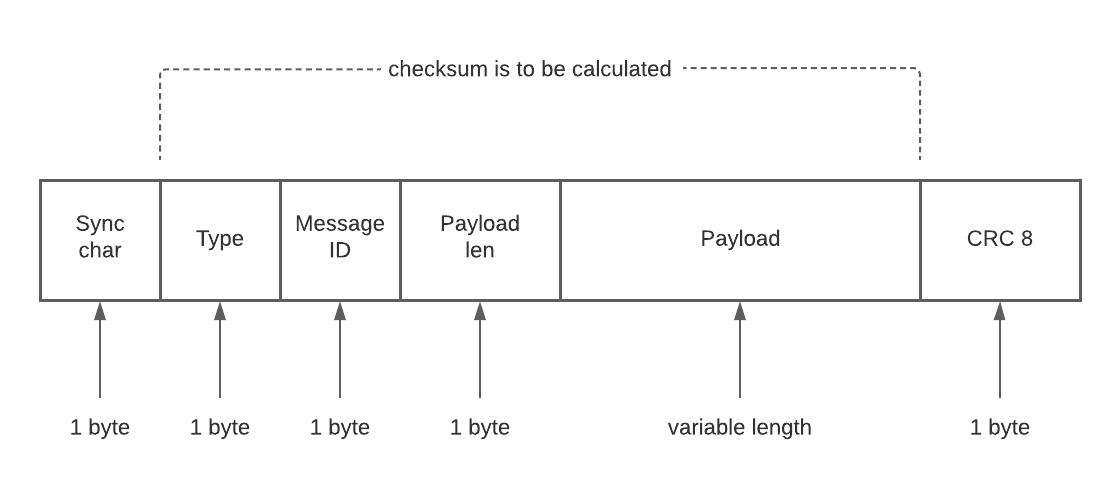 checksum is to be calculated
Sync
char
Type
Message
ID
Payload
len
Payload
CRC 8
1 byte
1 byte
1 byte
1 byte
variable length
1 byte